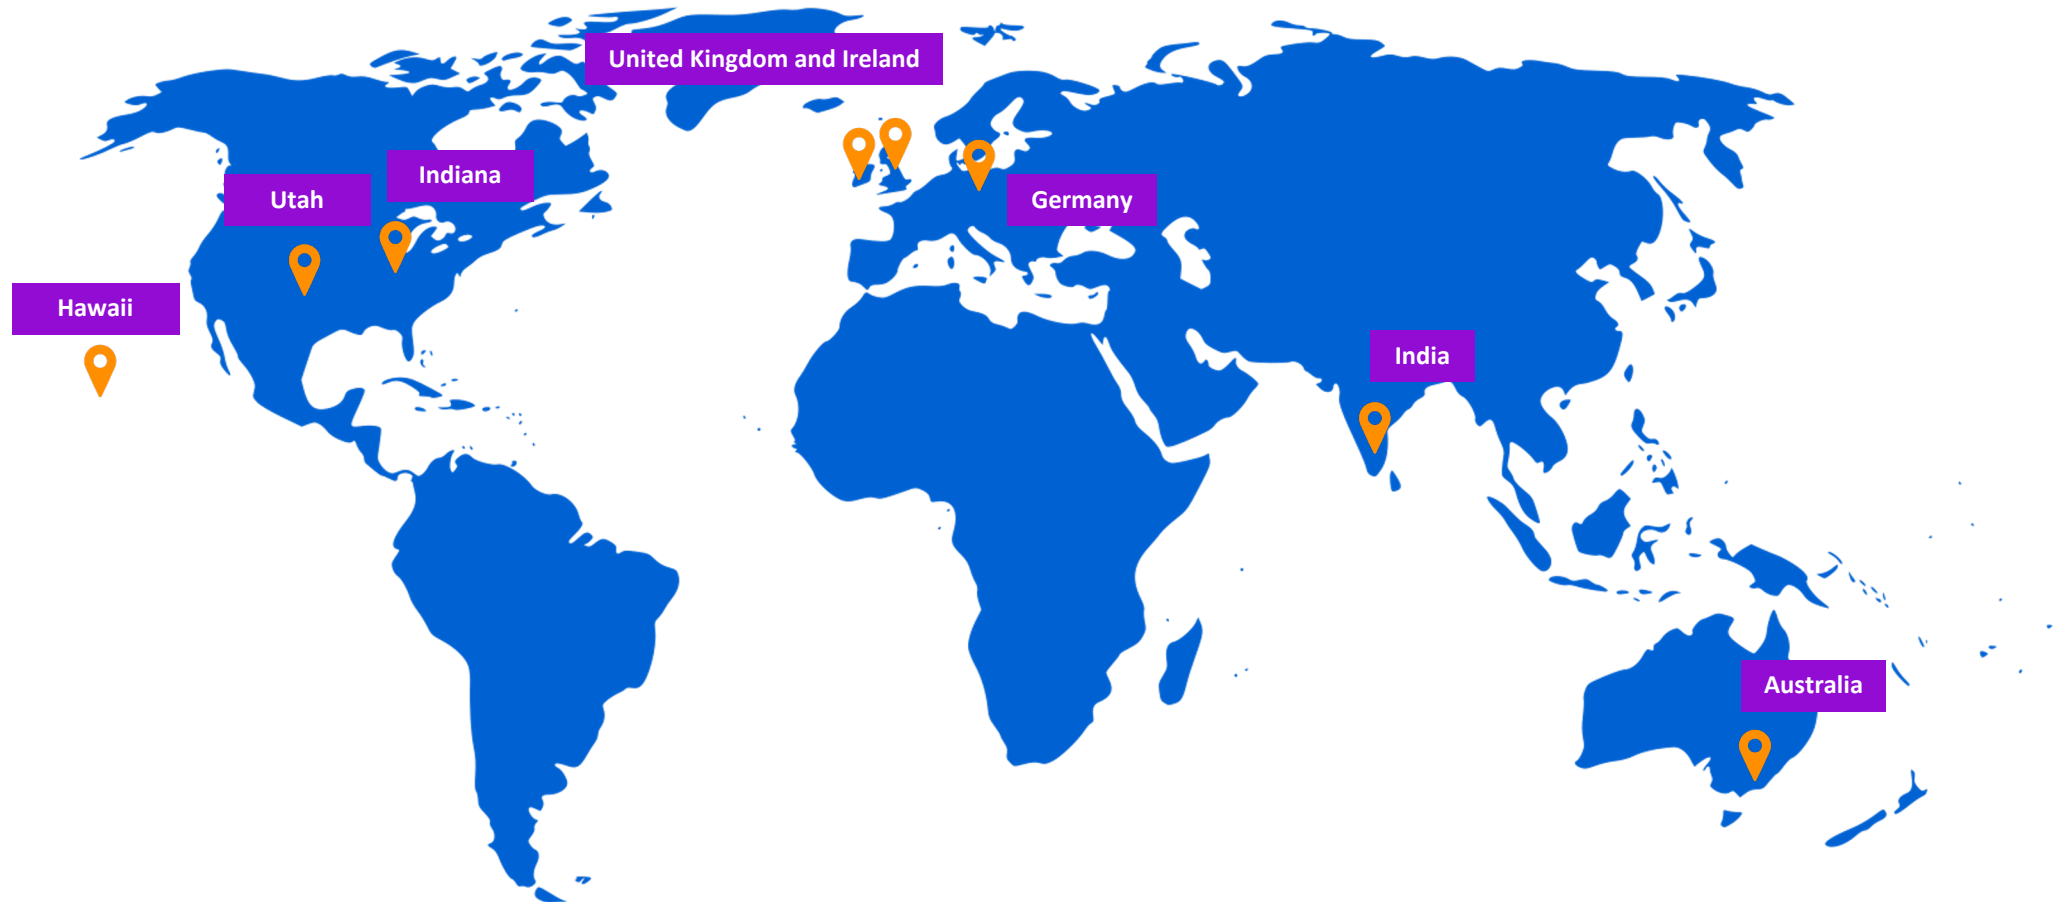 United Kingdom and Ireland
Indiana
Utah
Germany
Hawaii
India
Australia